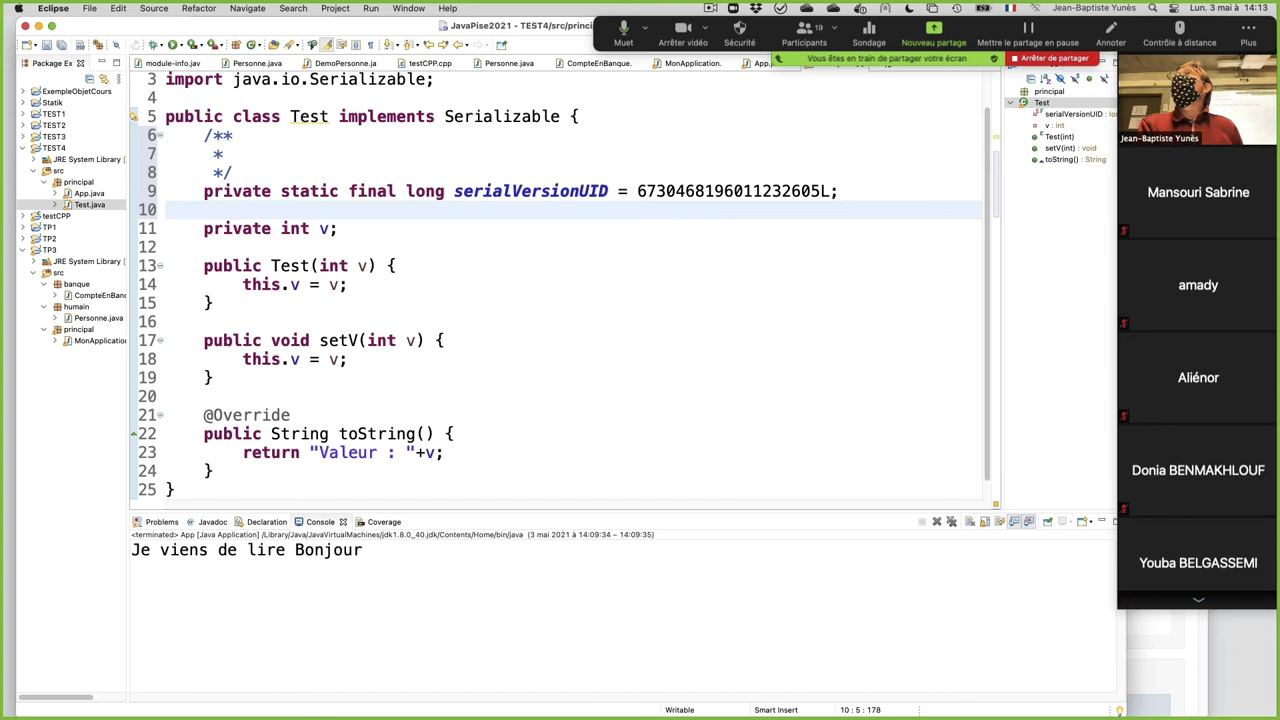 Eclipse File Edit Source Refactor Navigate Search Project Run Window Help Jean-Baptiste Yunès Lun. 3 mai à 14:13
JavaPise2021 - TEST4/src/princi
Muet Arrêter vidéo Sécurité Participants 19 Sondage Nouveau partage Mettre le partage en pause Annoter Contrôle à distance Plus
Vous êtes en train de partager votre écran Arrêter de partager
Package Ex
module-info.jav Personne.java DemoPersonne.ja testCPP.cpp Personne.java CompteEnBanque. MonApplication. App.j
ExempleObjetCours
Statik
TEST1
TEST2
TEST3
TEST4
JRE System Library
src
principal
App.java
Test.java
testCPP
TP1
TP2
TP3
JRE System Library [
src
banque
CompteEnBanc
humain
Personne.java
principal
MonApplication
3 import java.io.Serializable;
4
5 public class Test implements Serializable {
6 /**
7 *
8 */
9 private static final long serialVersionUID = 6730468196011232605L;
10
11 private int v;
12
13 public Test(int v) {
14 this.v = v;
15 }
16
17 public void setV(int v) {
18 this.v = v;
19 }
20
21 @Override
22 public String toString() {
23 return "Valeur : "+v;
24 }
25 }
principal
Test
serialVersionUID : lon
v : int
Test(int)
setV(int) : void
toString() : String
Jean-Baptiste Yunès
Mansouri Sabrine
amady
Aliénor
Donia BENMAKHLOUF
Youba BELGASSEMI
Problems Javadoc Declaration Console Coverage
<terminated> App [Java Application] /Library/Java/JavaVirtualMachines/jdk1.8.0_40.jdk/Contents/Home/bin/java (3 mai 2021 à 14:09:34 – 14:09:35)
Je viens de lire Bonjour
Writable Smart Insert 10 : 5 : 178